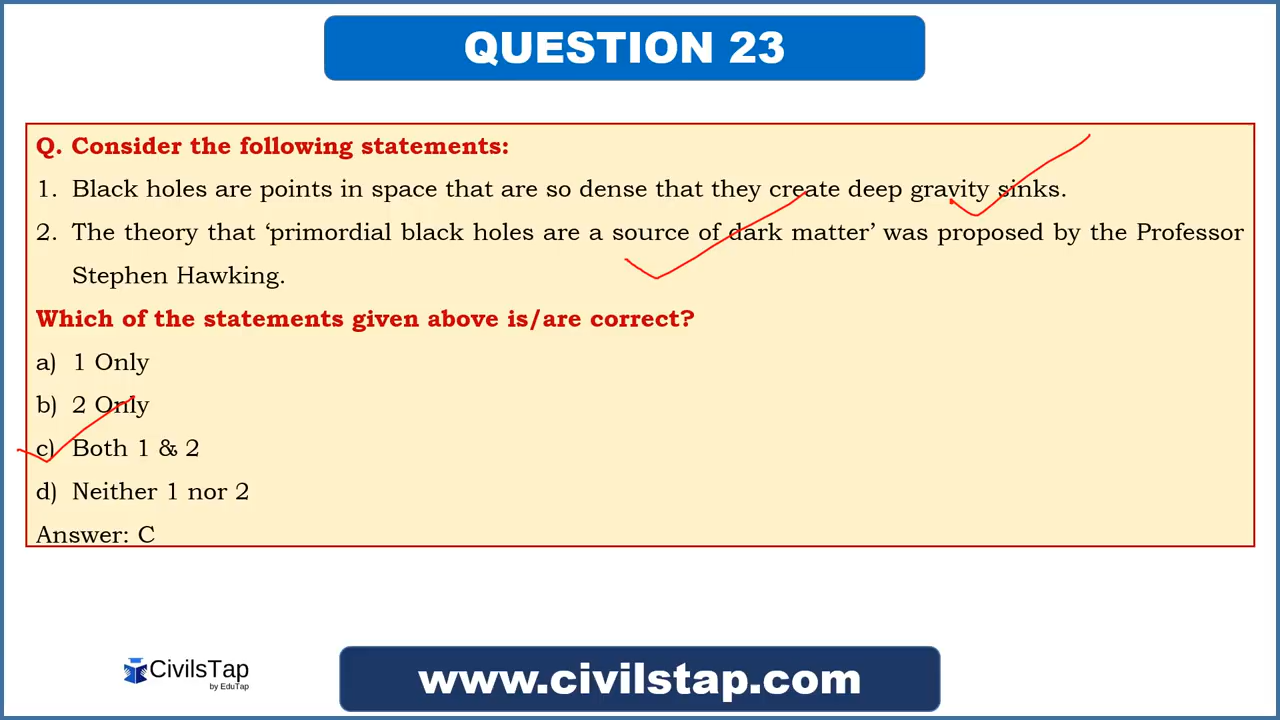 QUESTION 23
Q. Consider the following statements:
1. Black holes are points in space that are so dense that they create deep gravity sinks.
2. The theory that ‘primordial black holes are a source of dark matter’ was proposed by the Professor
Stephen Hawking.
Which of the statements given above is/are correct?
a) 1 Only
b) 2 Only
c) Both 1 & 2
d) Neither 1 nor 2
Answer: C
CivilsTap
by EduTap
www.civilstap.com